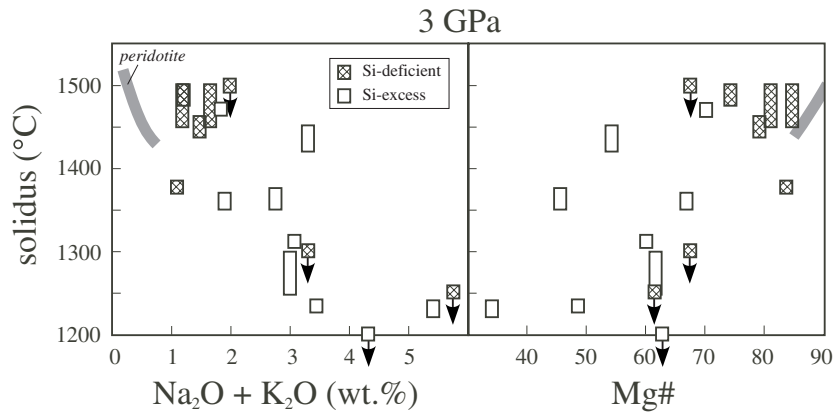 3 GPa
peridotite
Si-deficient
Si-excess
solidus (°C)
1500
1400
1300
1200
0 1 2 3 4 5 40 50 60 70 80 90
Na₂O + K₂O (wt.%) Mg#